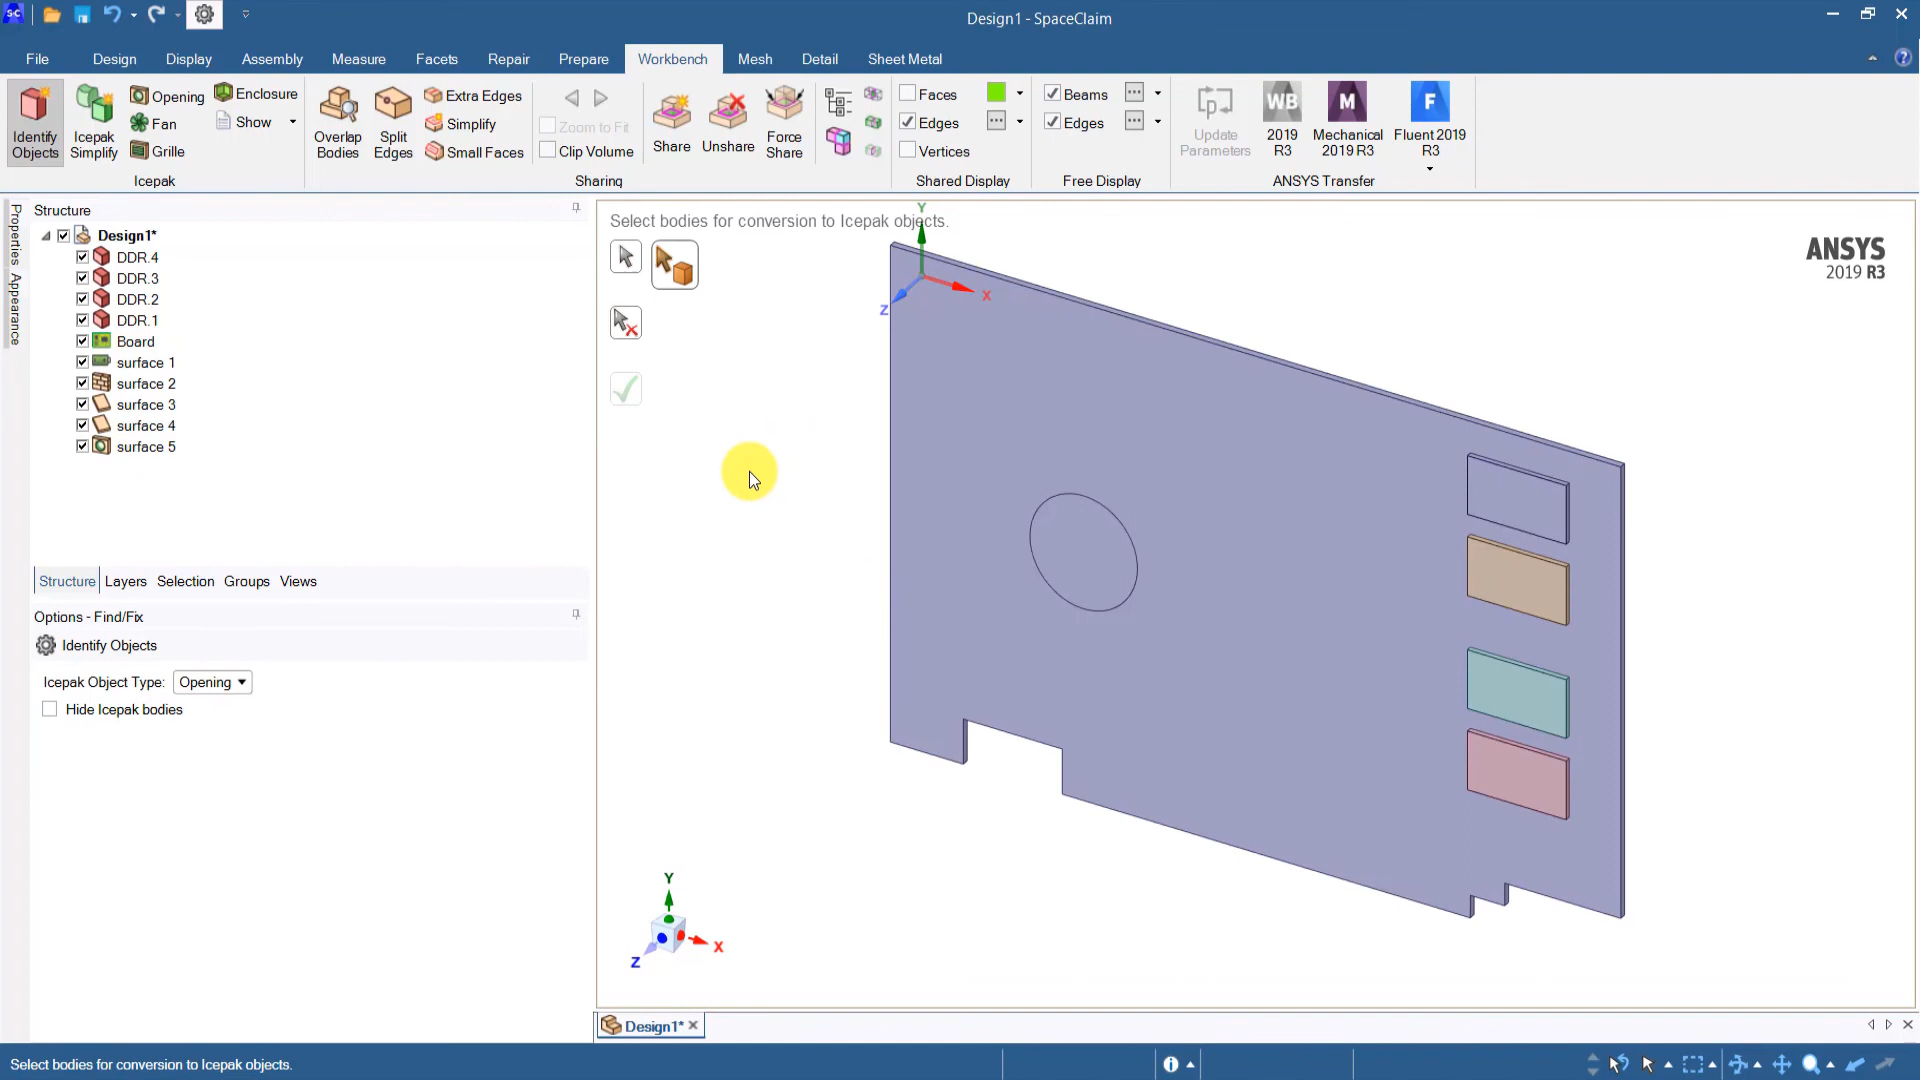 Design1 - SpaceClaim
File Design Display Assembly Measure Facets Repair Prepare Workbench Mesh Detail Sheet Metal
Identify Objects
Icepak Simplify
Opening
Fan
Grille
Enclosure
Show
Icepak
Overlap Bodies
Split Edges
Extra Edges
Simplify
Small Faces
Zoom to Fit
Clip Volume
Share
Unshare
Force Share
Sharing
Faces
Edges
Vertices
Shared Display
Beams
Edges
Free Display
Update Parameters
WB
2019 R3
M
Mechanical 2019 R3
F
Fluent 2019 R3
ANSYS Transfer
Properties
Appearance
Structure
Design1*
DDR.4
DDR.3
DDR.2
DDR.1
Board
surface 1
surface 2
surface 3
surface 4
surface 5
Structure Layers Selection Groups Views
Options - Find/Fix
Identify Objects
Icepak Object Type: Opening
Hide Icepak bodies
Select bodies for conversion to Icepak objects.
Y
X
Z
ANSYS
2019 R3
Y
X
Z
Design1*
Select bodies for conversion to Icepak objects.